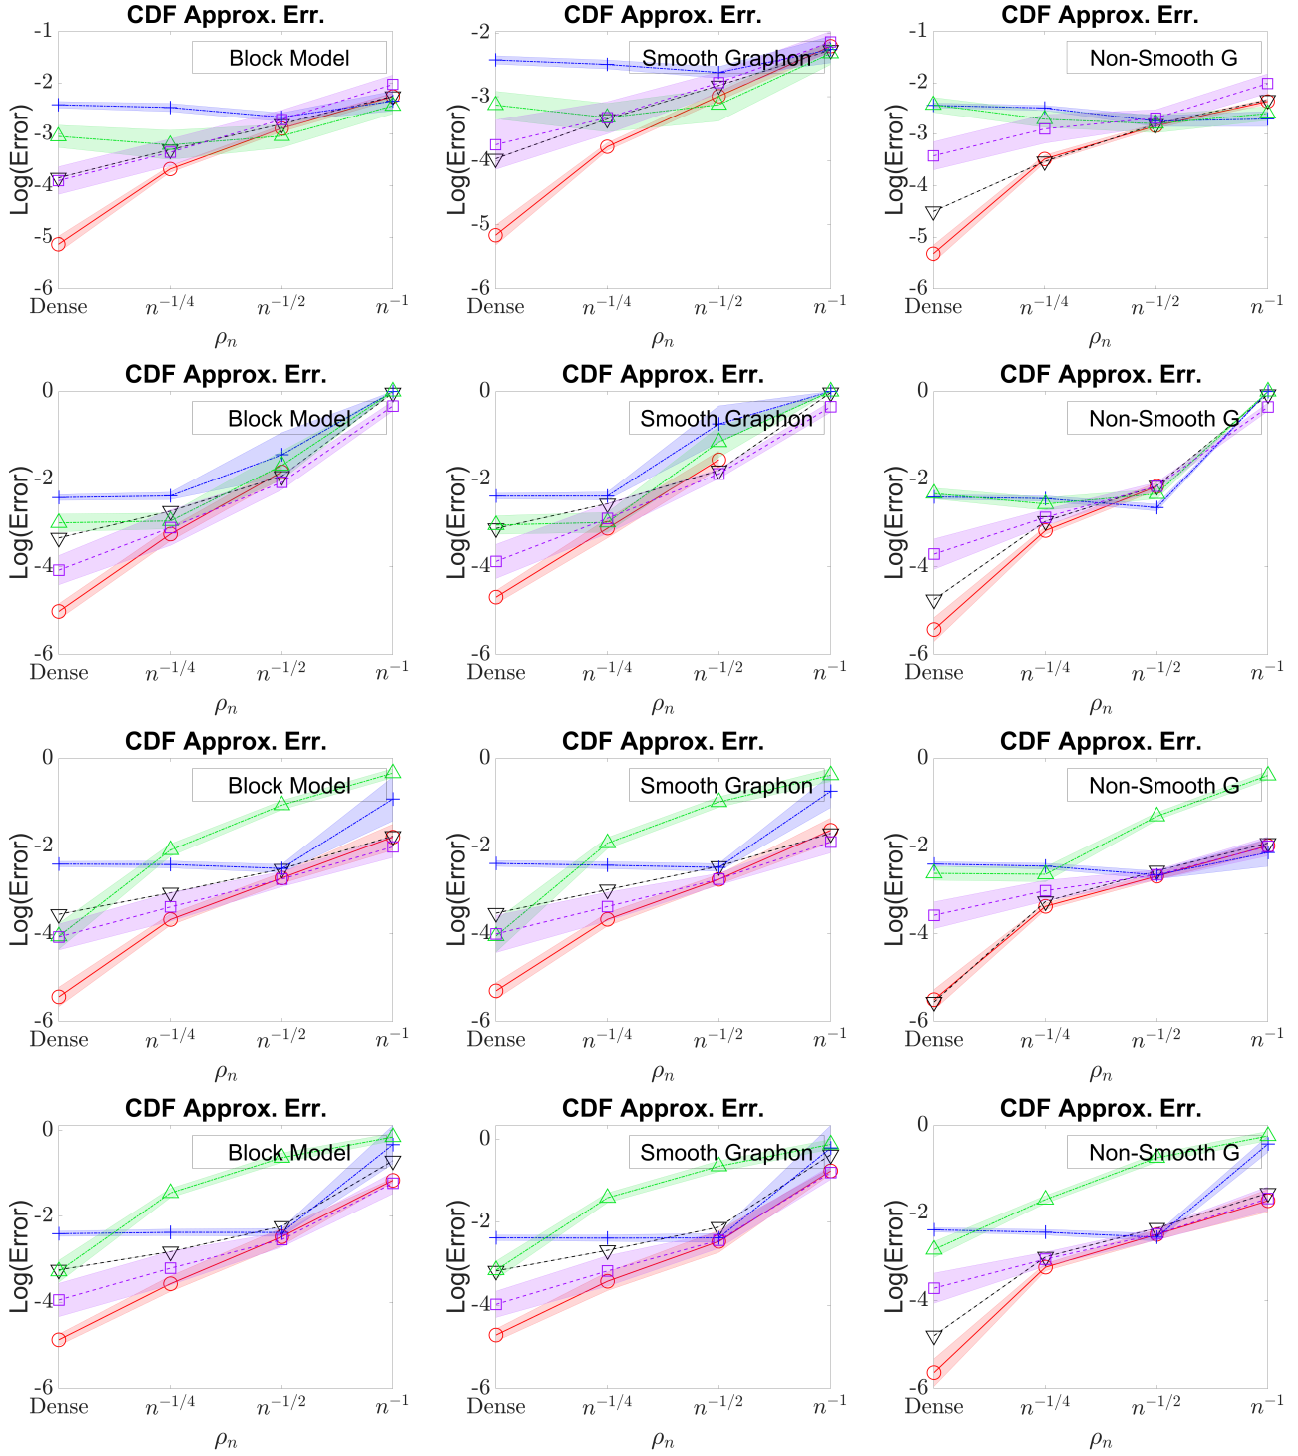 CDF Approx. Err.
Block Model
Log(Error)
-1
-2
-3
-4
-5
-6
Dense
n^{-1/4}
n^{-1/2}
n^{-1}
ρ_n
CDF Approx. Err.
Smooth Graphon
Log(Error)
-2
-3
-4
-5
-6
Dense
n^{-1/4}
n^{-1/2}
n^{-1}
ρ_n
CDF Approx. Err.
Non-Smooth G
Log(Error)
-1
-2
-3
-4
-5
-6
Dense
n^{-1/4}
n^{-1/2}
n^{-1}
ρ_n
CDF Approx. Err.
Block Model
Log(Error)
0
-2
-4
-6
Dense
n^{-1/4}
n^{-1/2}
n^{-1}
ρ_n
CDF Approx. Err.
Smooth Graphon
Log(Error)
0
-2
-4
-6
Dense
n^{-1/4}
n^{-1/2}
n^{-1}
ρ_n
CDF Approx. Err.
Non-Smooth G
Log(Error)
0
-2
-4
-6
Dense
n^{-1/4}
n^{-1/2}
n^{-1}
ρ_n
CDF Approx. Err.
Block Model
Log(Error)
0
-2
-4
-6
Dense
n^{-1/4}
n^{-1/2}
n^{-1}
ρ_n
CDF Approx. Err.
Smooth Graphon
Log(Error)
0
-2
-4
-6
Dense
n^{-1/4}
n^{-1/2}
n^{-1}
ρ_n
CDF Approx. Err.
Non-Smooth G
Log(Error)
0
-2
-4
-6
Dense
n^{-1/4}
n^{-1/2}
n^{-1}
ρ_n
CDF Approx. Err.
Block Model
Log(Error)
0
-2
-4
-6
Dense
n^{-1/4}
n^{-1/2}
n^{-1}
ρ_n
CDF Approx. Err.
Smooth Graphon
Log(Error)
0
-2
-4
-6
Dense
n^{-1/4}
n^{-1/2}
n^{-1}
ρ_n
CDF Approx. Err.
Non-Smooth G
Log(Error)
0
-2
-4
-6
Dense
n^{-1/4}
n^{-1/2}
n^{-1}
ρ_n